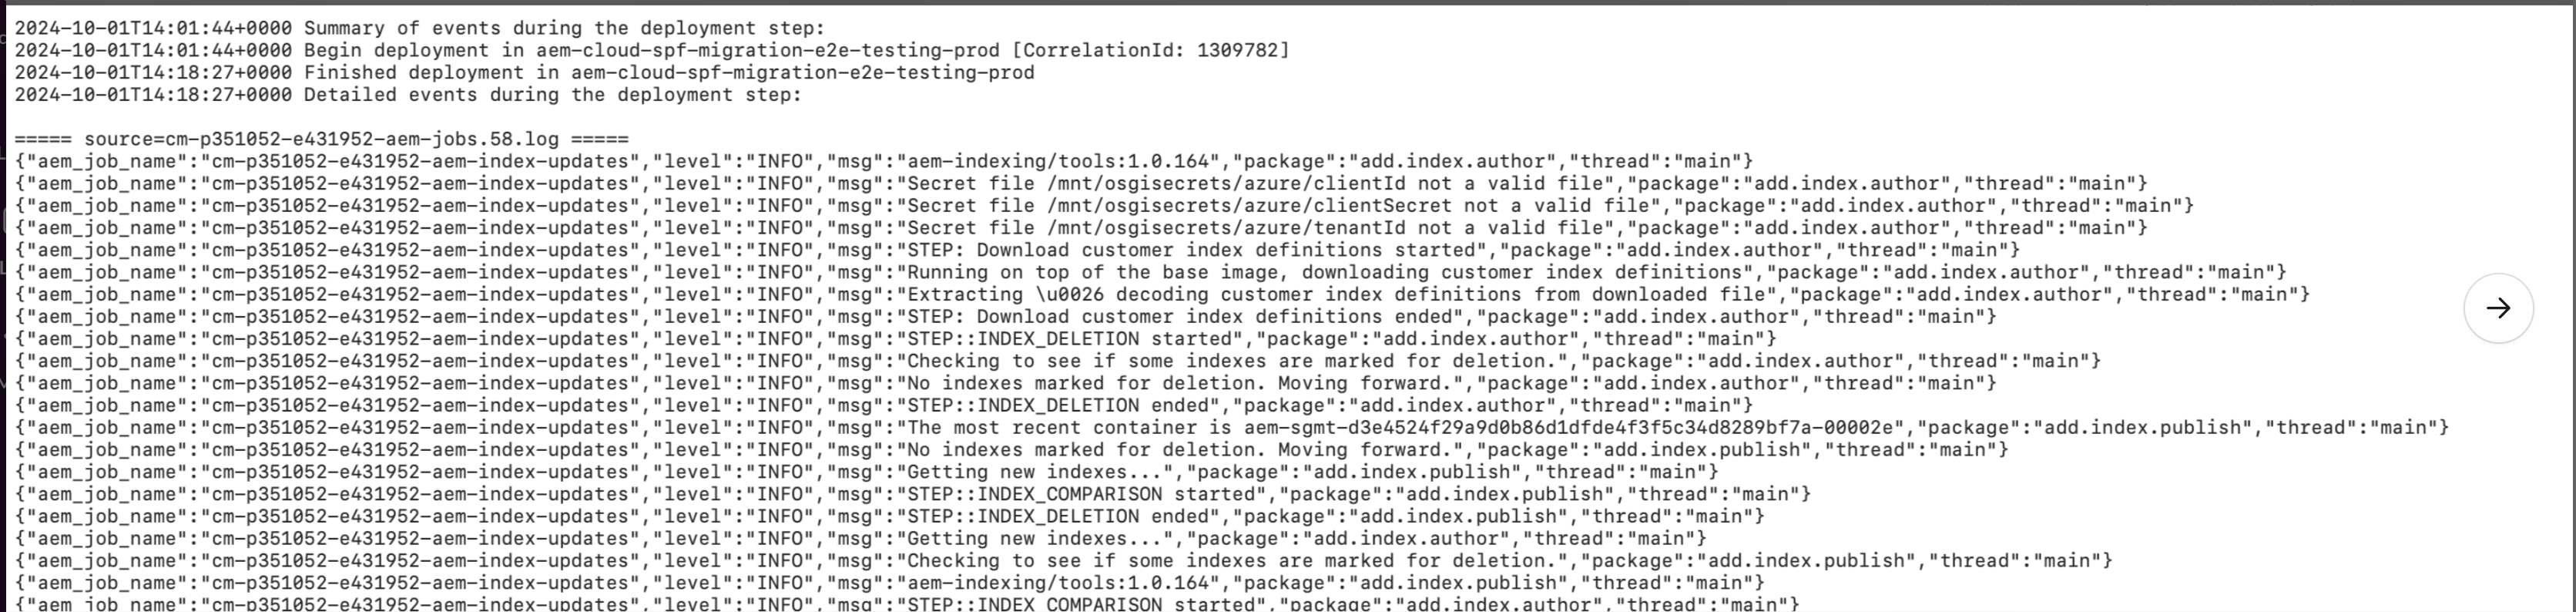 2024-10-01T14:01:44+0000 Summary of events during the deployment step:
2024-10-01T14:01:44+0000 Begin deployment in aem-cloud-spf-migration-e2e-testing-prod [CorrelationId: 1309782]
2024-10-01T14:18:27+0000 Finished deployment in aem-cloud-spf-migration-e2e-testing-prod
2024-10-01T14:18:27+0000 Detailed events during the deployment step:
===== source=cm-p351052-e431952-aem-jobs.58.log =====
{"aem_job_name":"cm-p351052-e431952-aem-index-updates","level":"INFO","msg":"aem-indexing/tools:1.0.164","package":"add.index.author","thread":"main"}
{"aem_job_name":"cm-p351052-e431952-aem-index-updates","level":"INFO","msg":"Secret file /mnt/osgisecrets/azure/clientId not a valid file","package":"add.index.author","thread":"main"}
{"aem_job_name":"cm-p351052-e431952-aem-index-updates","level":"INFO","msg":"Secret file /mnt/osgisecrets/azure/clientSecret not a valid file","package":"add.index.author","thread":"main"}
{"aem_job_name":"cm-p351052-e431952-aem-index-updates","level":"INFO","msg":"Secret file /mnt/osgisecrets/azure/tenantId not a valid file","package":"add.index.author","thread":"main"}
{"aem_job_name":"cm-p351052-e431952-aem-index-updates","level":"INFO","msg":"STEP: Download customer index definitions started","package":"add.index.author","thread":"main"}
{"aem_job_name":"cm-p351052-e431952-aem-index-updates","level":"INFO","msg":"Running on top of the base image, downloading customer index definitions","package":"add.index.author","thread":"main"}
{"aem_job_name":"cm-p351052-e431952-aem-index-updates","level":"INFO","msg":"Extracting \u0026 decoding customer index definitions from downloaded file","package":"add.index.author","thread":"main"}
{"aem_job_name":"cm-p351052-e431952-aem-index-updates","level":"INFO","msg":"STEP: Download customer index definitions ended","package":"add.index.author","thread":"main"}
{"aem_job_name":"cm-p351052-e431952-aem-index-updates","level":"INFO","msg":"STEP::INDEX_DELETION started","package":"add.index.author","thread":"main"}
{"aem_job_name":"cm-p351052-e431952-aem-index-updates","level":"INFO","msg":"Checking to see if some indexes are marked for deletion.","package":"add.index.author","thread":"main"}
{"aem_job_name":"cm-p351052-e431952-aem-index-updates","level":"INFO","msg":"No indexes marked for deletion. Moving forward.","package":"add.index.author","thread":"main"}
{"aem_job_name":"cm-p351052-e431952-aem-index-updates","level":"INFO","msg":"STEP::INDEX_DELETION ended","package":"add.index.author","thread":"main"}
{"aem_job_name":"cm-p351052-e431952-aem-index-updates","level":"INFO","msg":"The most recent container is aem-sgmt-d3e4524f29a9d0b86d1dfde4f3f5c34d8289bf7a-00002e","package":"add.index.publish","thread":"main"}
{"aem_job_name":"cm-p351052-e431952-aem-index-updates","level":"INFO","msg":"No indexes marked for deletion. Moving forward.","package":"add.index.publish","thread":"main"}
{"aem_job_name":"cm-p351052-e431952-aem-index-updates","level":"INFO","msg":"Getting new indexes...","package":"add.index.publish","thread":"main"}
{"aem_job_name":"cm-p351052-e431952-aem-index-updates","level":"INFO","msg":"STEP::INDEX_COMPARISON started","package":"add.index.publish","thread":"main"}
{"aem_job_name":"cm-p351052-e431952-aem-index-updates","level":"INFO","msg":"STEP::INDEX_DELETION ended","package":"add.index.publish","thread":"main"}
{"aem_job_name":"cm-p351052-e431952-aem-index-updates","level":"INFO","msg":"Getting new indexes...","package":"add.index.author","thread":"main"}
{"aem_job_name":"cm-p351052-e431952-aem-index-updates","level":"INFO","msg":"Checking to see if some indexes are marked for deletion.","package":"add.index.publish","thread":"main"}
{"aem_job_name":"cm-p351052-e431952-aem-index-updates","level":"INFO","msg":"aem-indexing/tools:1.0.164","package":"add.index.publish","thread":"main"}
{"aem_job_name":"cm-p351052-e431952-aem-index-updates","level":"INFO","msg":"STEP::INDEX_COMPARISON started","package":"add.index.author","thread":"main"}